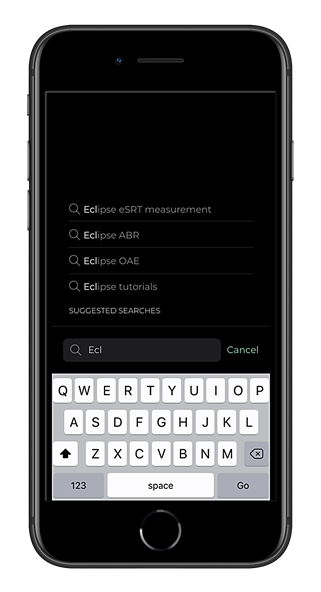 Eclipse eSRT measurement
Eclipse ABR
Eclipse OAE
Eclipse tutorials
SUGGESTED SEARCHES
Ecl
Cancel
Q W E R T Y U I O P
A S D F G H J K L
Z X C V B N M
123 space Go